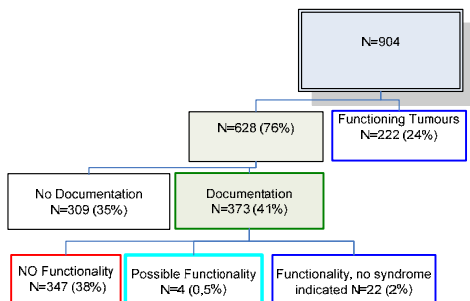 N=904
N=628 (76%)
Functioning Tumours
N=222 (24%)
No Documentation
N=309 (35%)
Documentation
N=373 (41%)
NO Functionality
N=347 (38%)
Possible Functionality
N=4 (0,5%)
Functionality, no syndrome
indicated N=22 (2%)